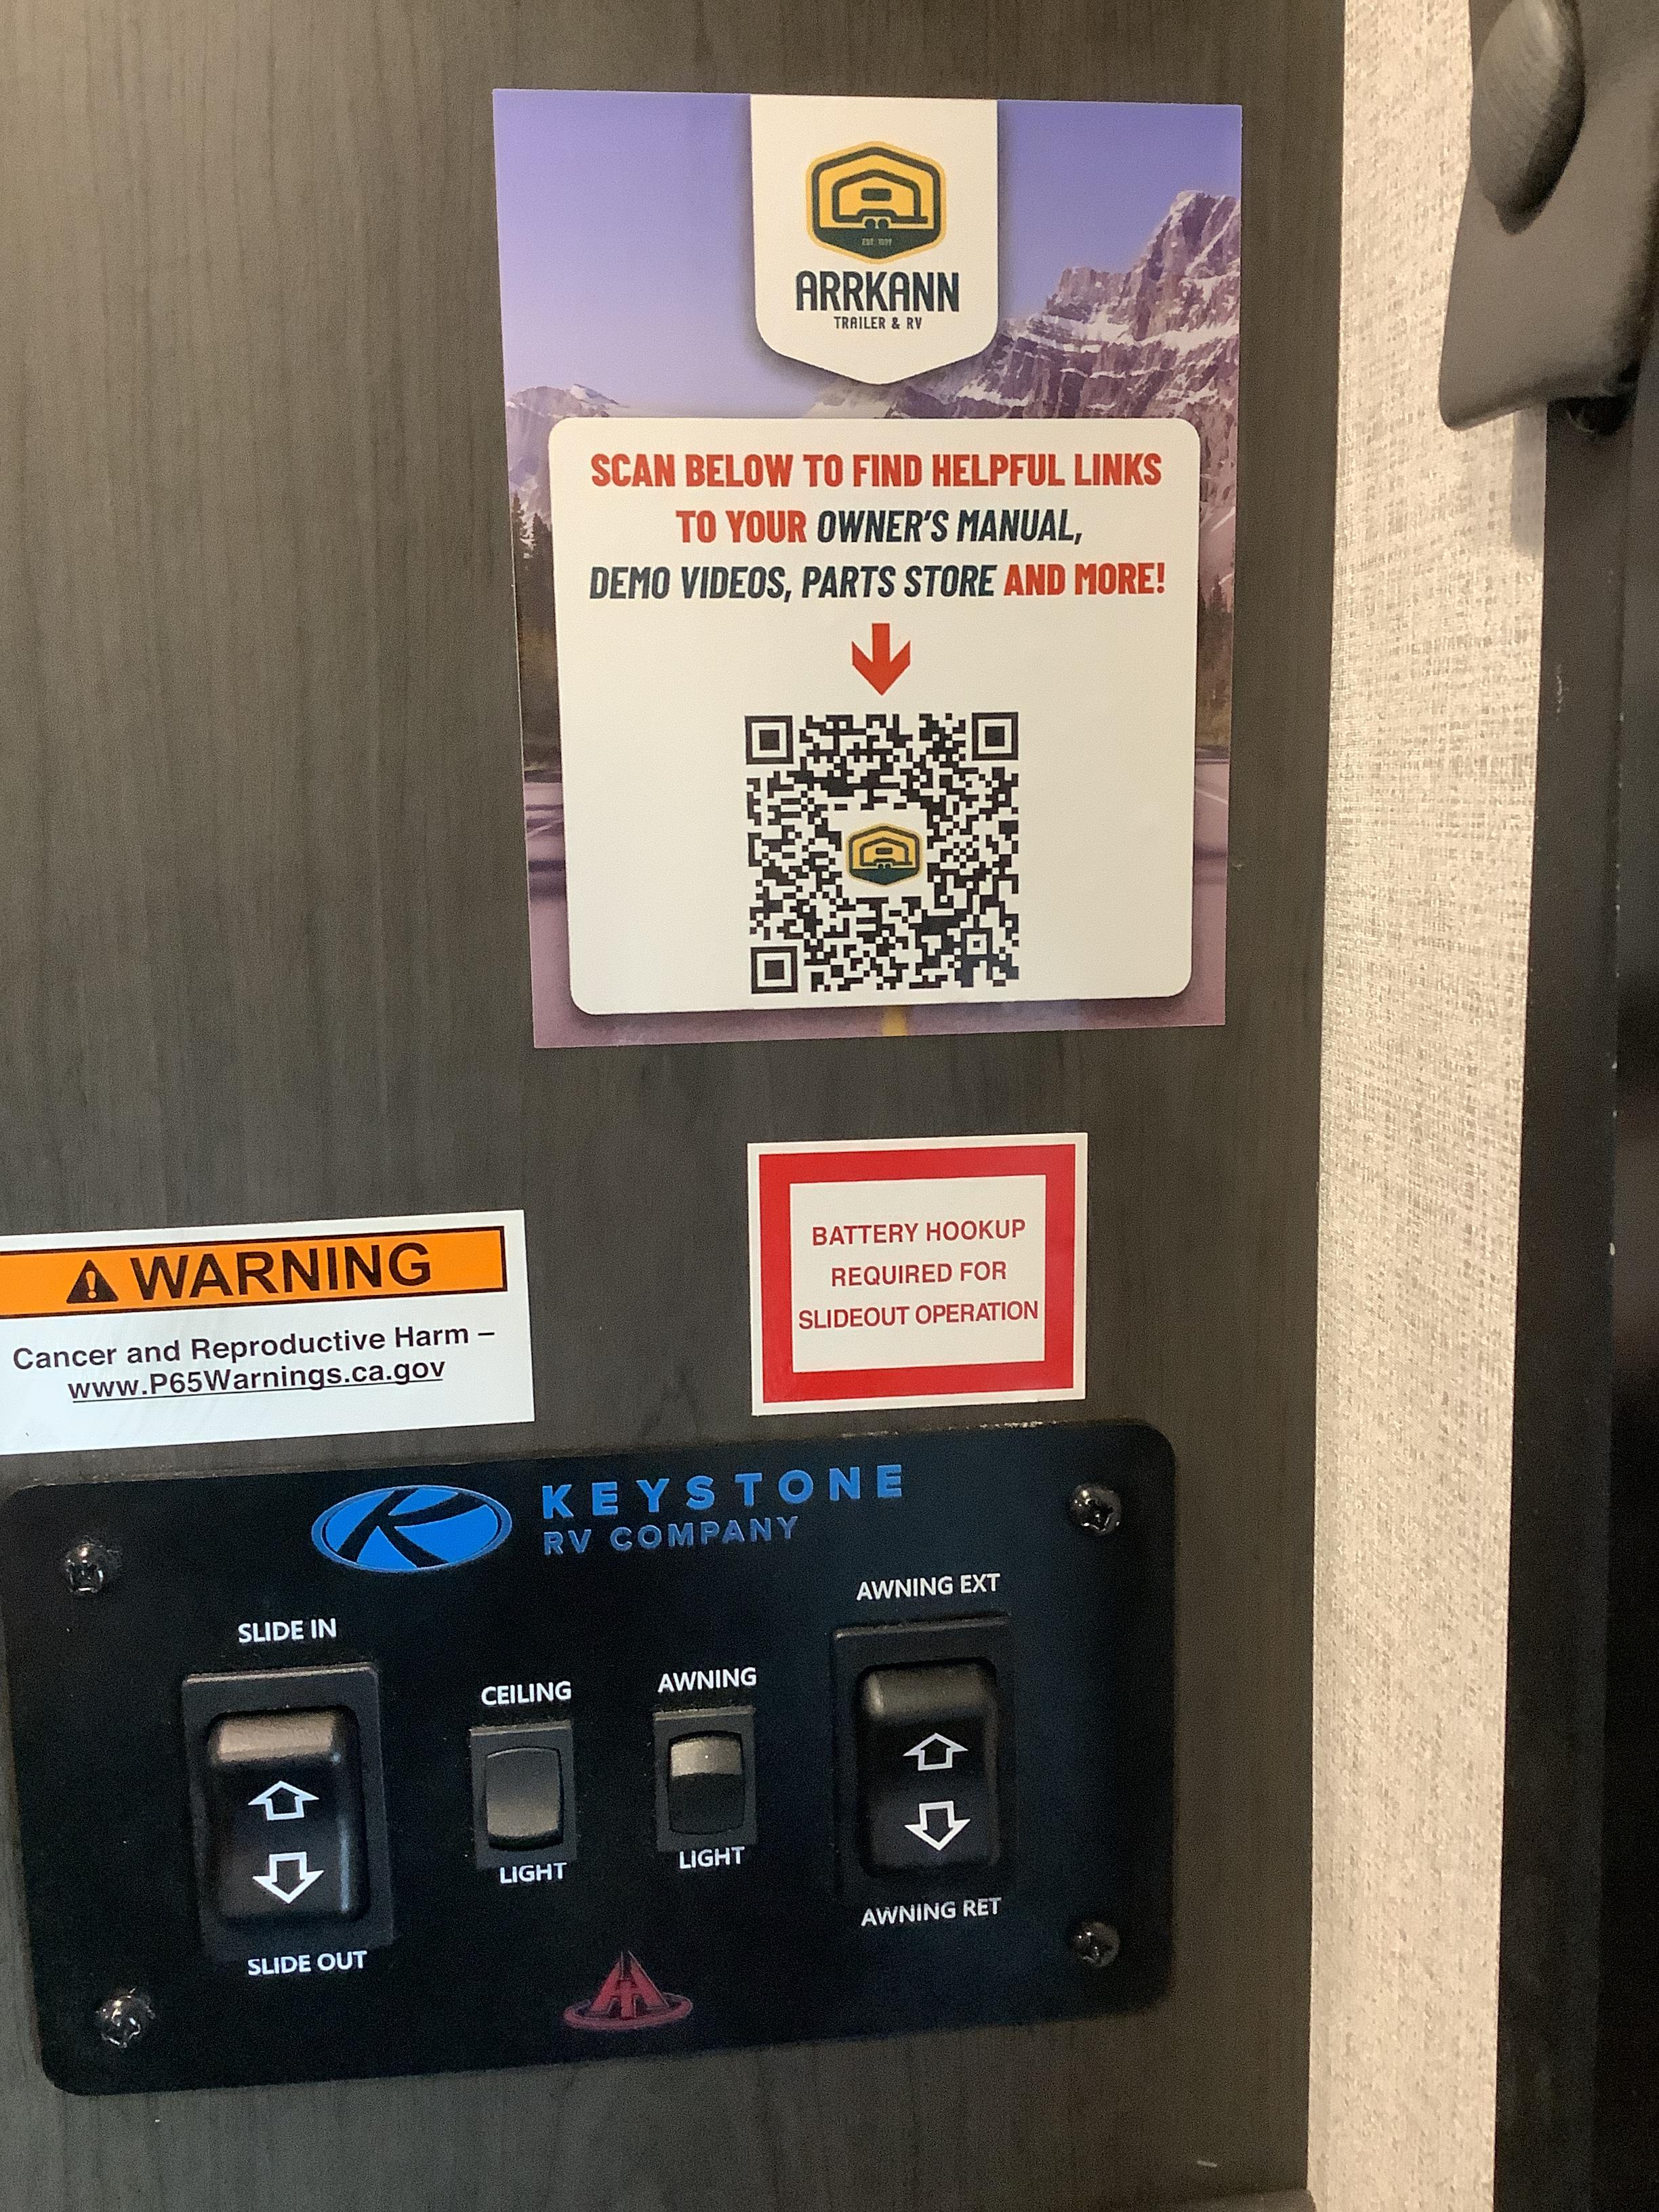 ARRKANN
TRAILER & RV
SCAN BELOW TO FIND HELPFUL LINKS
TO YOUR OWNER'S MANUAL,
DEMO VIDEOS, PARTS STORE AND MORE!
BATTERY HOOKUP
REQUIRED FOR
SLIDEOUT OPERATION
WARNING
Cancer and Reproductive Harm –
www.P65Warnings.ca.gov
KEYSTONE
RV COMPANY
SLIDE IN
SLIDE OUT
CEILING
LIGHT
AWNING
LIGHT
AWNING EXT
AWNING RET